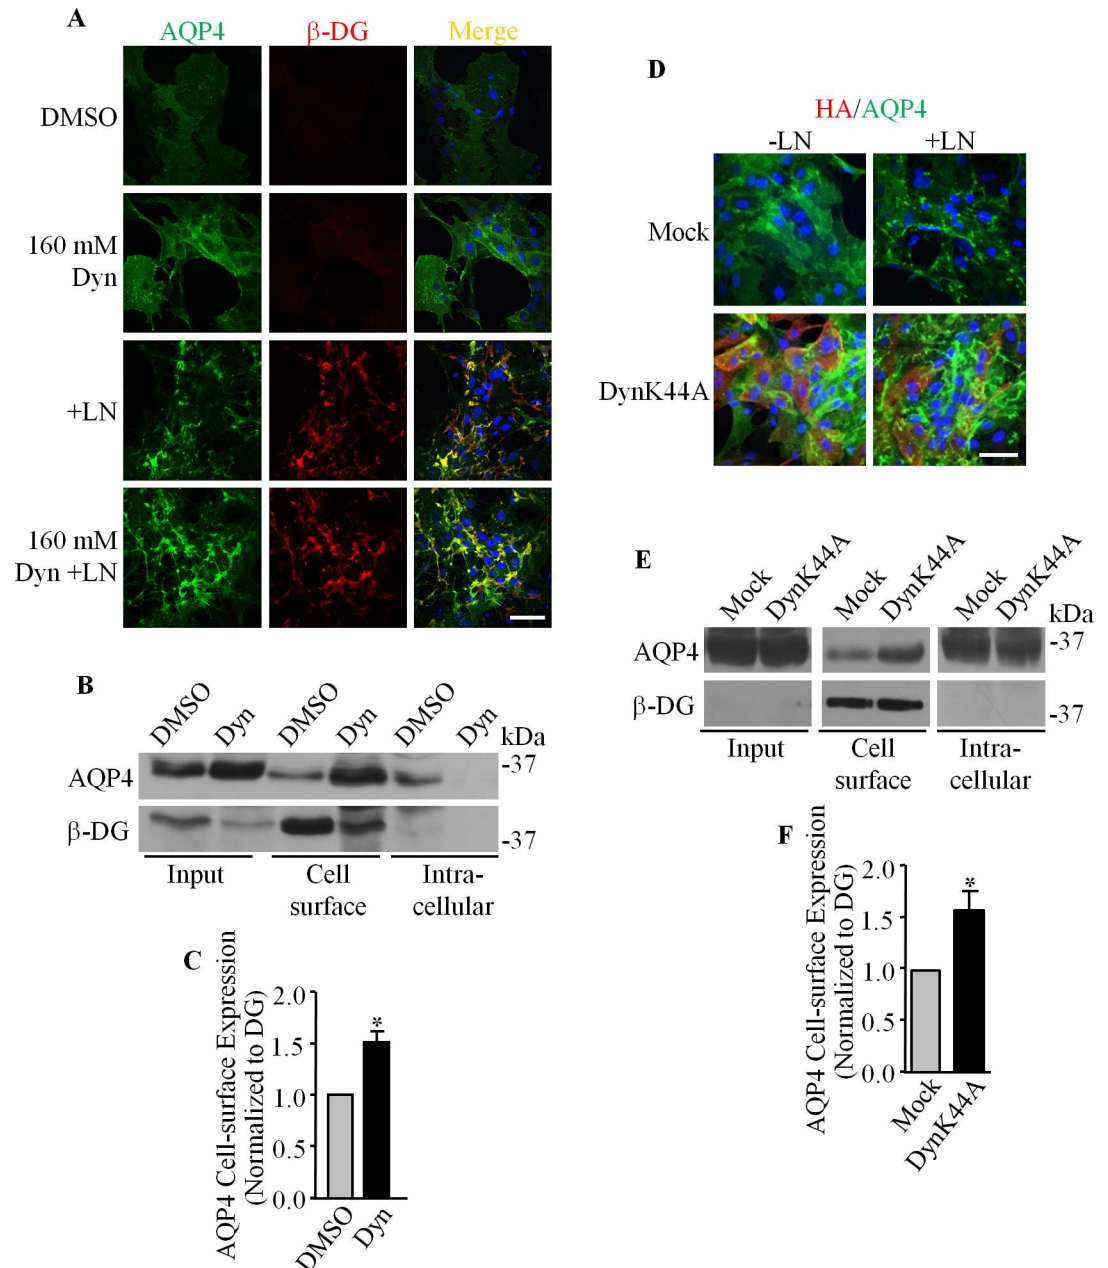 A
AQP4 β-DG Merge
DMSO
160 mM
Dyn
+LN
160 mM
Dyn +LN
B
DMSO Dyn DMSO Dyn DMSO Dyn
kDa
AQP4 -37
β-DG -37
Input Cell surface Intra-cellular
C
AQP4 Cell-surface Expression
(Normalized to DG)
2.0
1.5
1.0
0.5
0.0
*
DMSO Dyn
D
HA/AQP4
-LN +LN
Mock
DynK44A
E
Mock DynK44A Mock DynK44A Mock DynK44A
kDa
AQP4 -37
β-DG -37
Input Cell surface Intra-cellular
F
AQP4 Cell-surface Expression
(Normalized to DG)
2.0
1.5
1.0
0.5
0.0
*
Mock DynK44A